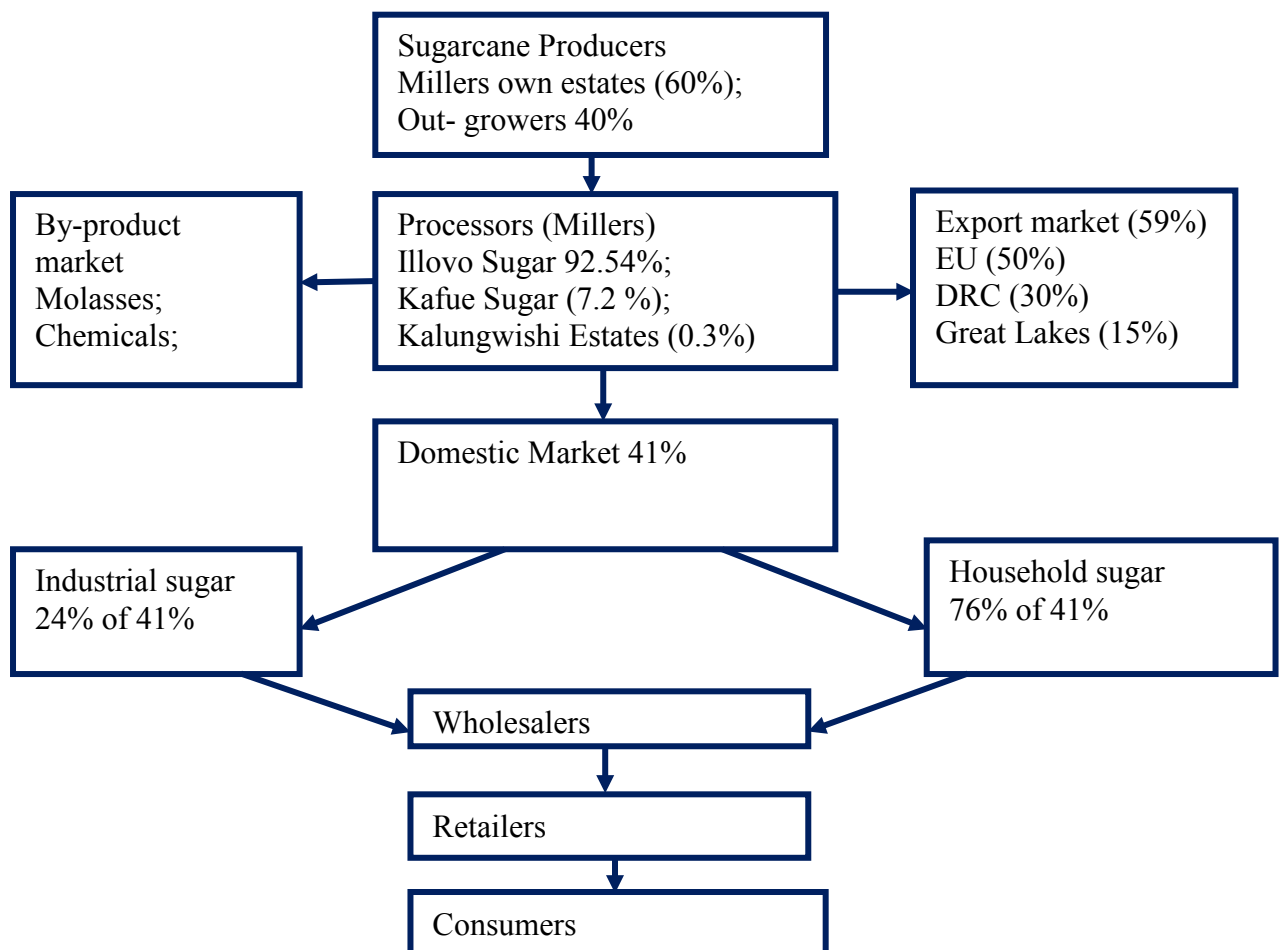 Sugarcane Producers
Millers own estates (60%);
Out- growers 40%
By-product
market
Molasses;
Chemicals;
Processors (Millers)
Illovo Sugar 92.54%;
Kafue Sugar (7.2 %);
Kalungwishi Estates (0.3%)
Export market (59%)
EU (50%)
DRC (30%)
Great Lakes (15%)
Domestic Market 41%
Industrial sugar
24% of 41%
Household sugar
76% of 41%
Wholesalers
Retailers
Consumers